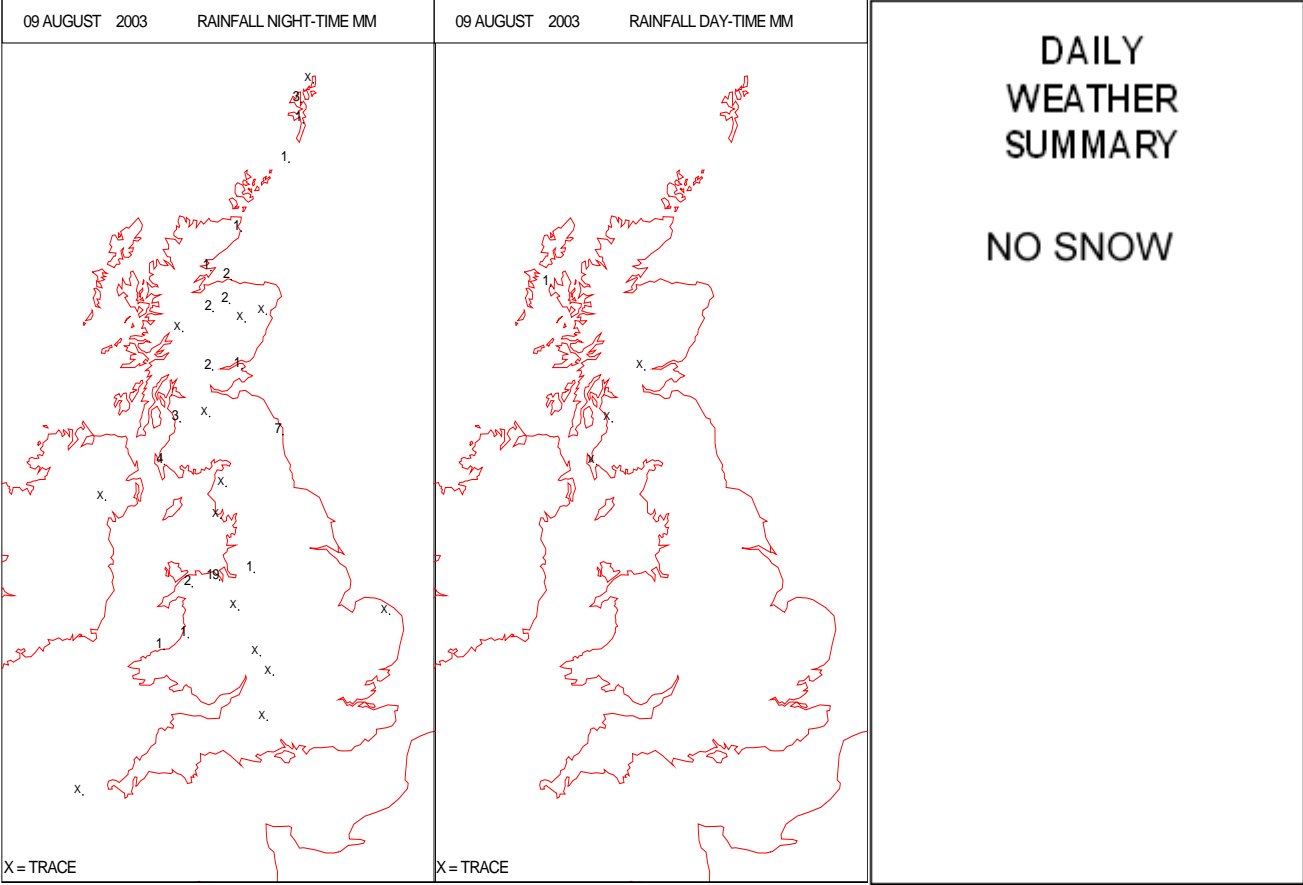 09 AUGUST 2003 RAINFALL NIGHT-TIME MM
X.
3.
1.
1.
1.
1.
2.
2.
2.
X.
X.
X.
2.
1.
3.
X.
7.
4
X.
X.
X.
1.
2.
19.
X.
X.
1.
1.
X.
X.
X.
X.
X = TRACE
09 AUGUST 2003 RAINFALL DAY-TIME MM
1.
X.
X.
X
X = TRACE
DAILY
WEATHER
SUMMARY
NO SNOW